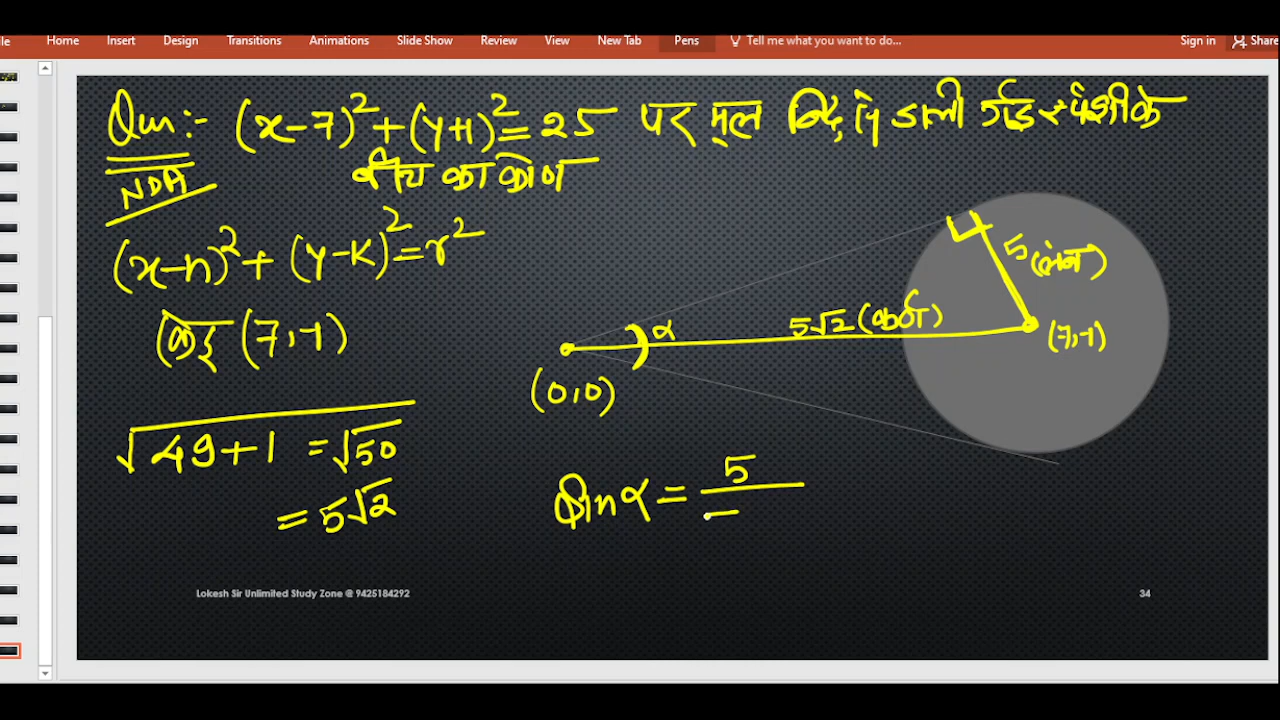 le Home Insert Design Transitions Animations Slide Show Review View New Tab Pens Tell me what you want to do... Sign in Share
Qus:- (x-7)²+(y+1)²=25 पर मूल बिंदु से डाली गई स्पर्शी के
बीच का कोण
NDA
(x-h)²+(y-k)²=r²
केंद्र (7,-1)
√49+1 =√50
= 5√2
5 (लंब)
α 5√2 (कर्ण)
(7,-1)
(0,0)
Sinα = 5
Lokesh Sir Unlimited Study Zone @ 9425184292 34